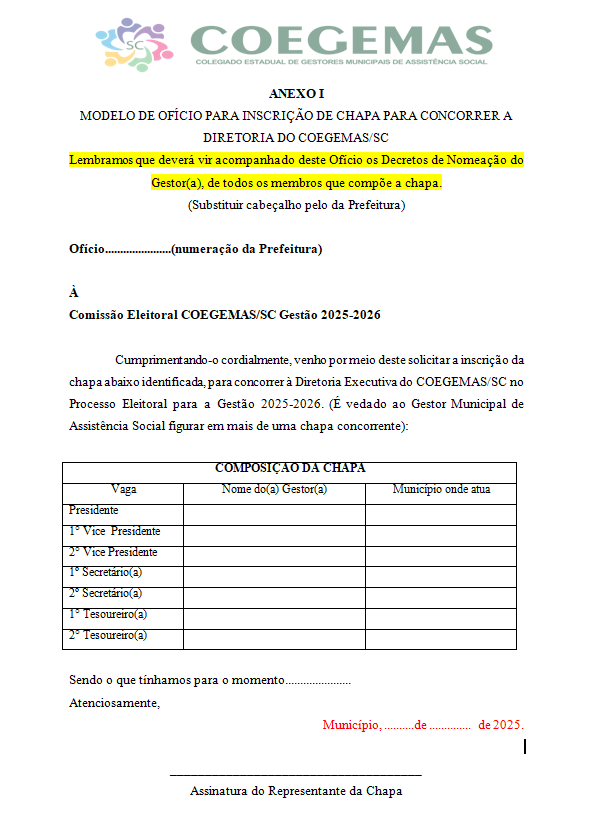 SC
COEGEMAS
COLEGIADO ESTADUAL DE GESTORES MUNICIPAIS DE ASSISTÊNCIA SOCIAL
ANEXO I
MODELO DE OFÍCIO PARA INSCRIÇÃO DE CHAPA PARA CONCORRER A
DIRETORIA DO COEGEMAS/SC
Lembramos que deverá vir acompanhado deste Ofício os Decretos de Nomeação do
Gestor(a), de todos os membros que compõe a chapa.
(Substituir cabeçalho pelo da Prefeitura)
Ofício......................(numeração da Prefeitura)
À
Comissão Eleitoral COEGEMAS/SC Gestão 2025-2026
Cumprimentando-o cordialmente, venho por meio deste solicitar a inscrição da
chapa abaixo identificada, para concorrer à Diretoria Executiva do COEGEMAS/SC no
Processo Eleitoral para a Gestão 2025-2026. (É vedado ao Gestor Municipal de
Assistência Social figurar em mais de uma chapa concorrente):
COMPOSIÇÃO DA CHAPA
Vaga Nome do(a) Gestor(a) Município onde atua
Presidente
1° Vice Presidente
2° Vice Presidente
1º Secretário(a)
2º Secretário(a)
1° Tesoureiro(a)
2° Tesoureiro(a)
Sendo o que tínhamos para o momento......................
Atenciosamente,
Município, ..........de .............. de 2025.
____________________________________
Assinatura do Representante da Chapa